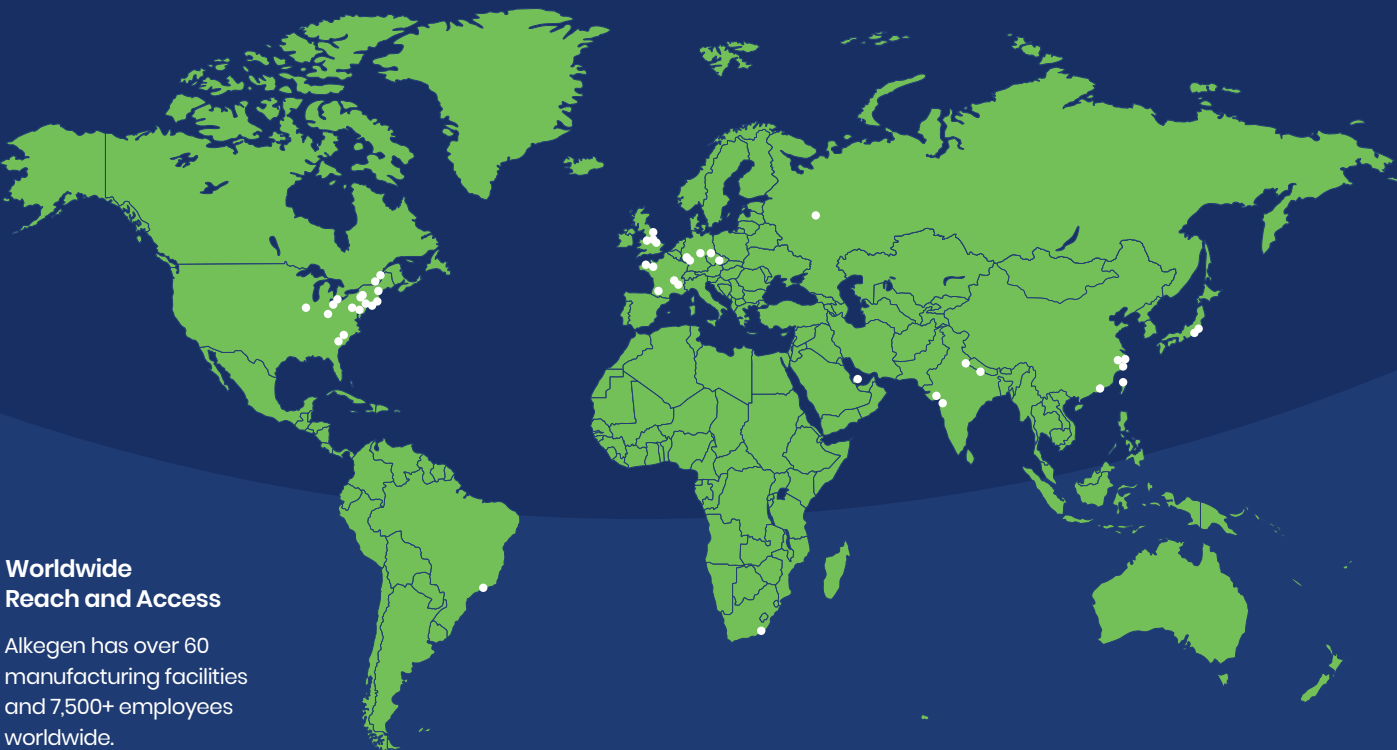 Worldwide
Reach and Access
Alkegen has over 60
manufacturing facilities
and 7,500+ employees
worldwide.